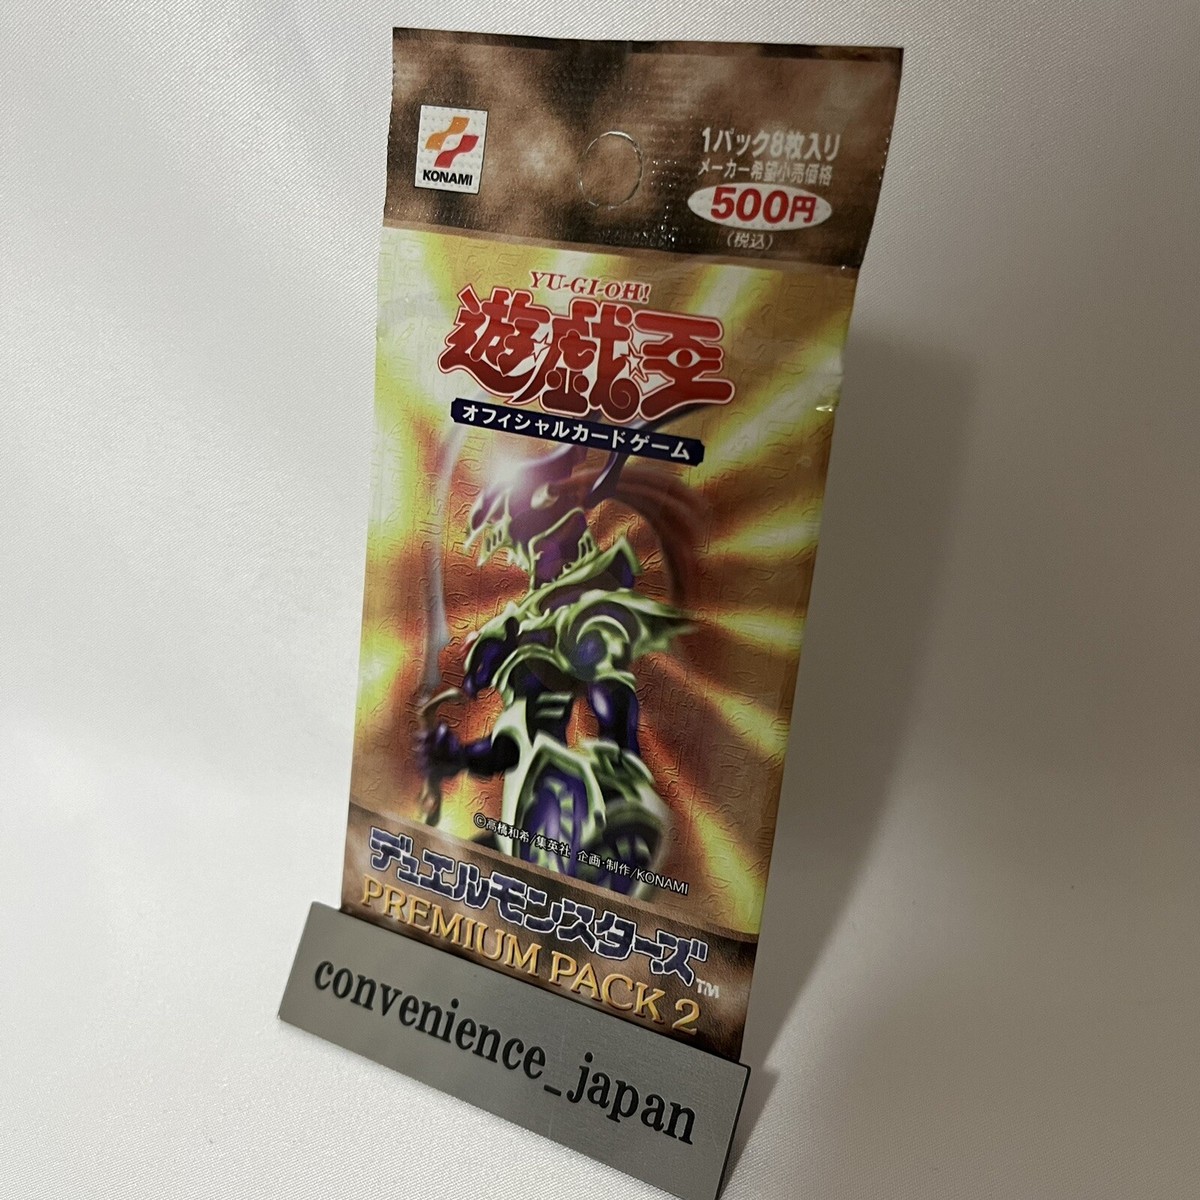 KONAMI
1パック8枚入り
メーカー希望小売価格
500円
(税込)
YU-GI-OH!
遊☆戯☆王
オフィシャルカードゲーム
©高橋和希/集英社 企画・制作/KONAMI
デュエルモンスターズ™
PREMIUM PACK 2
convenience_japan